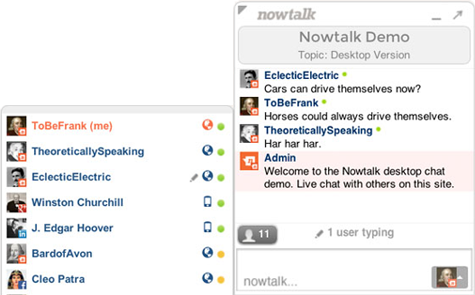 ToBeFrank (me)
TheoreticallySpeaking
EclecticElectric
Winston Churchill
J. Edgar Hoover
BardofAvon
Cleo Patra
nowtalk
Nowtalk Demo
Topic: Desktop Version
EclecticElectric
Cars can drive themselves now?
ToBeFrank
Horses could always drive themselves.
TheoreticallySpeaking
Har har har.
Admin
Welcome to the Nowtalk desktop chat
demo. Live chat with others on this site.
11
1 user typing
nowtalk...